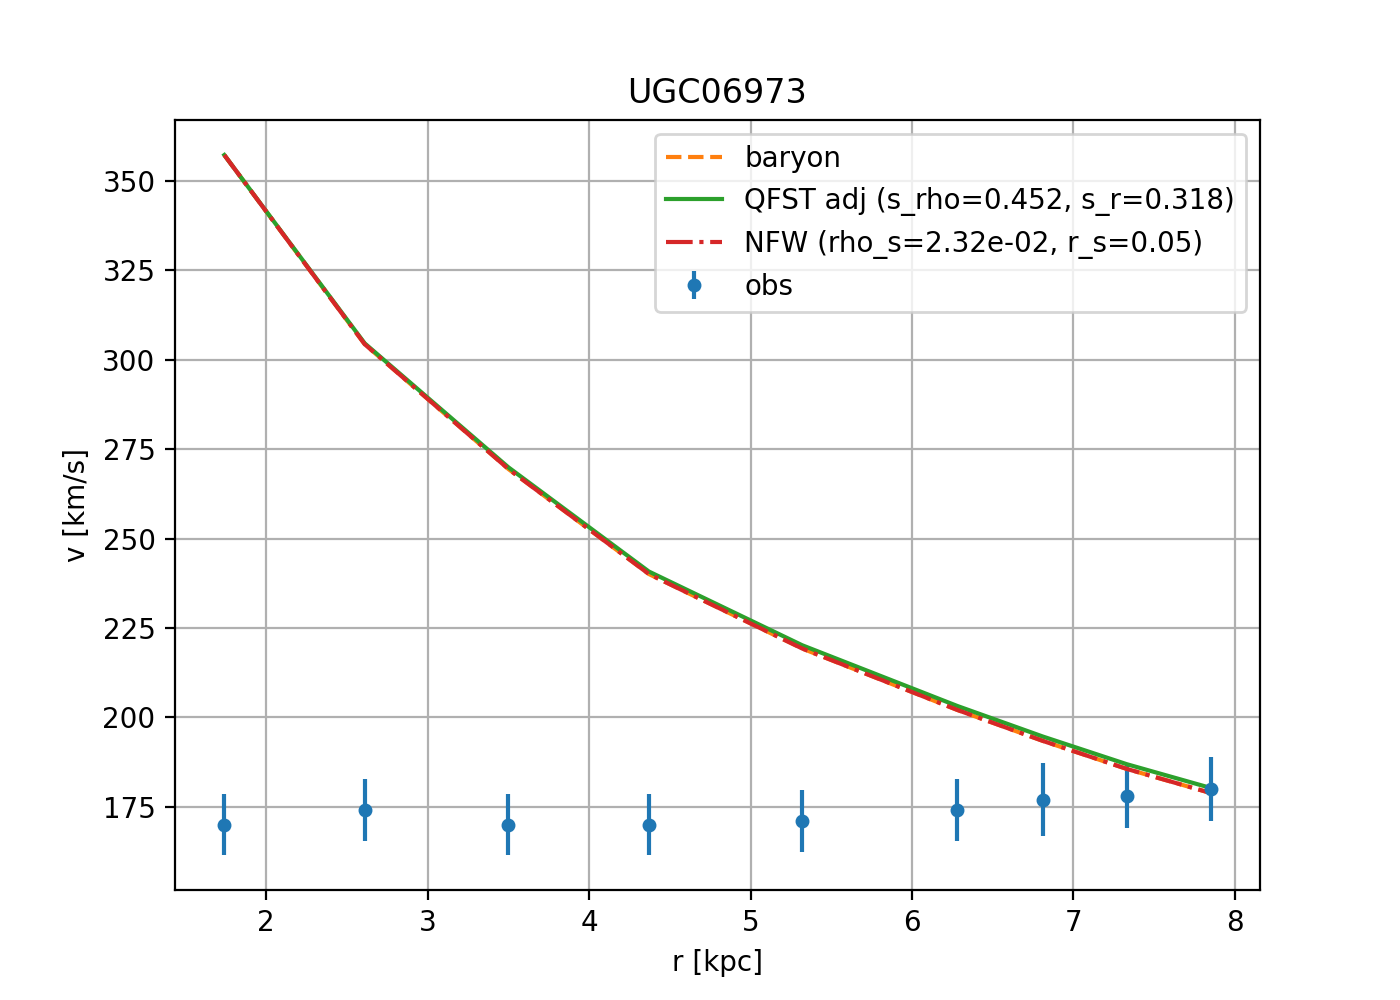 UGC06973
baryon
QFST adj (s_rho=0.452, s_r=0.318)
NFW (rho_s=2.32e-02, r_s=0.05)
obs
350
325
300
275
250
225
200
175
v [km/s]
2 3 4 5 6 7 8
r [kpc]